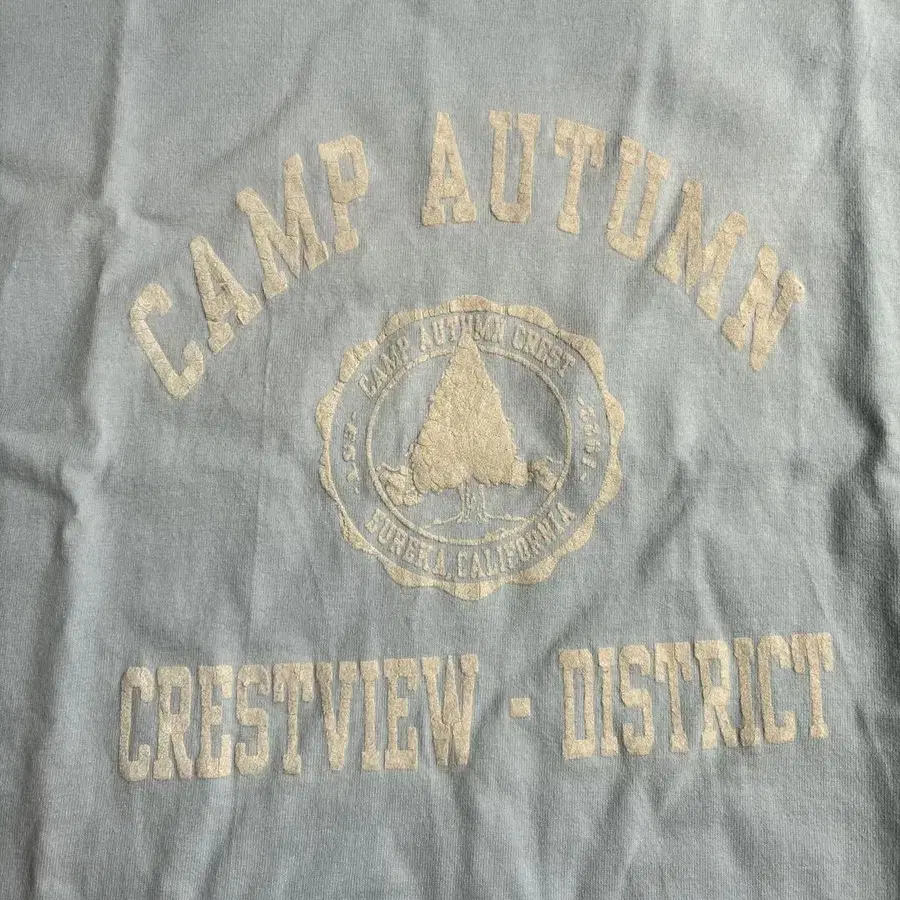 CAMP AUTUMN
CAMP AUTUMN CREST
EUREKA, CALIFORNIA
CRESTVIEW - DISTRICT